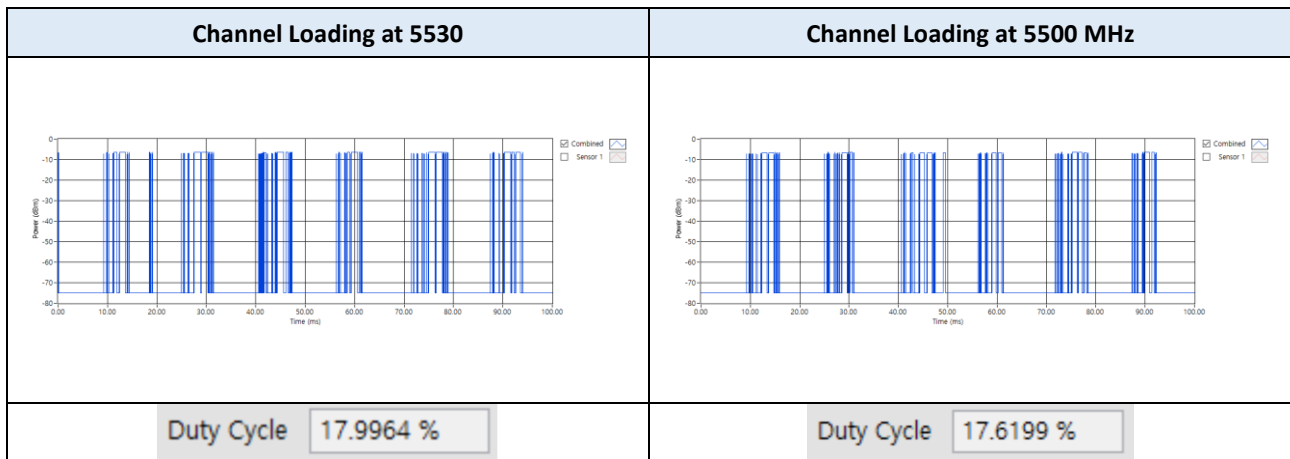 Channel Loading at 5530
Channel Loading at 5500 MHz
0
-10
-20
-30
-40
-50
-60
-70
-80
Power (dBm)
0.00 10.00 20.00 30.00 40.00 50.00 60.00 70.00 80.00 90.00 100.00
Time (ms)
Combined
Sensor 1
0
-10
-20
-30
-40
-50
-60
-70
-80
Power (dBm)
0.00 10.00 20.00 30.00 40.00 50.00 60.00 70.00 80.00 90.00 100.00
Time (ms)
Combined
Sensor 1
Duty Cycle 17.9964 %
Duty Cycle 17.6199 %